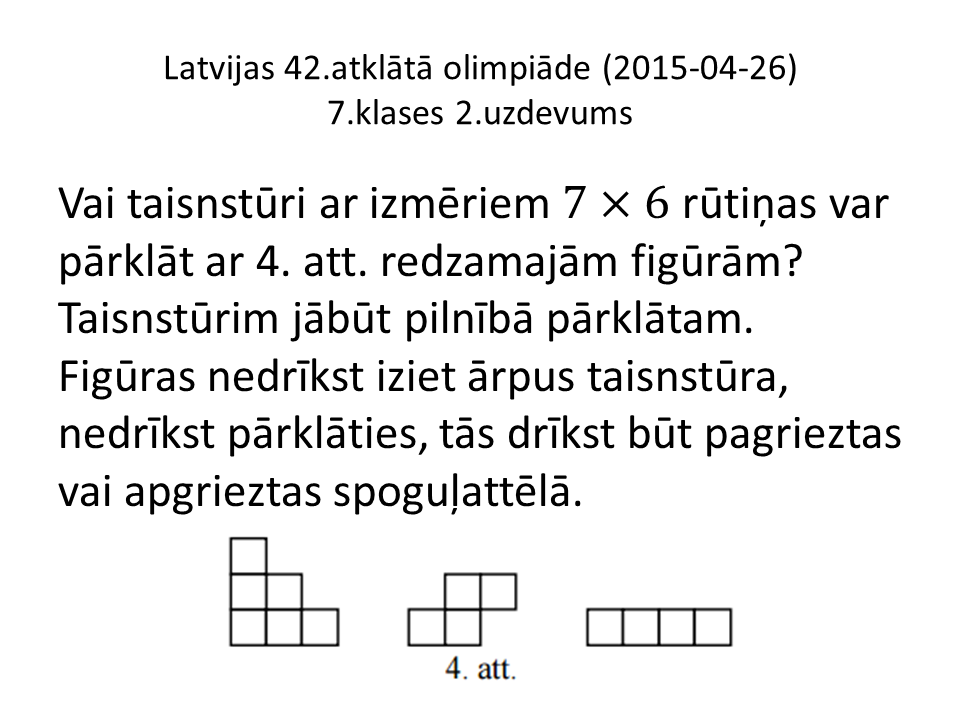 Latvijas 42.atklātā olimpiāde (2015-04-26)
7.klases 2.uzdevums
Vai taisnstūri ar izmēriem 7 × 6 rūtiņas var
pārklāt ar 4. att. redzamajām figūrām?
Taisnstūrim jābūt pilnībā pārklātam.
Figūras nedrīkst iziet ārpus taisnstūra,
nedrīkst pārklāties, tās drīkst būt pagrieztas
vai apgrieztas spoguļattēlā.
4. att.